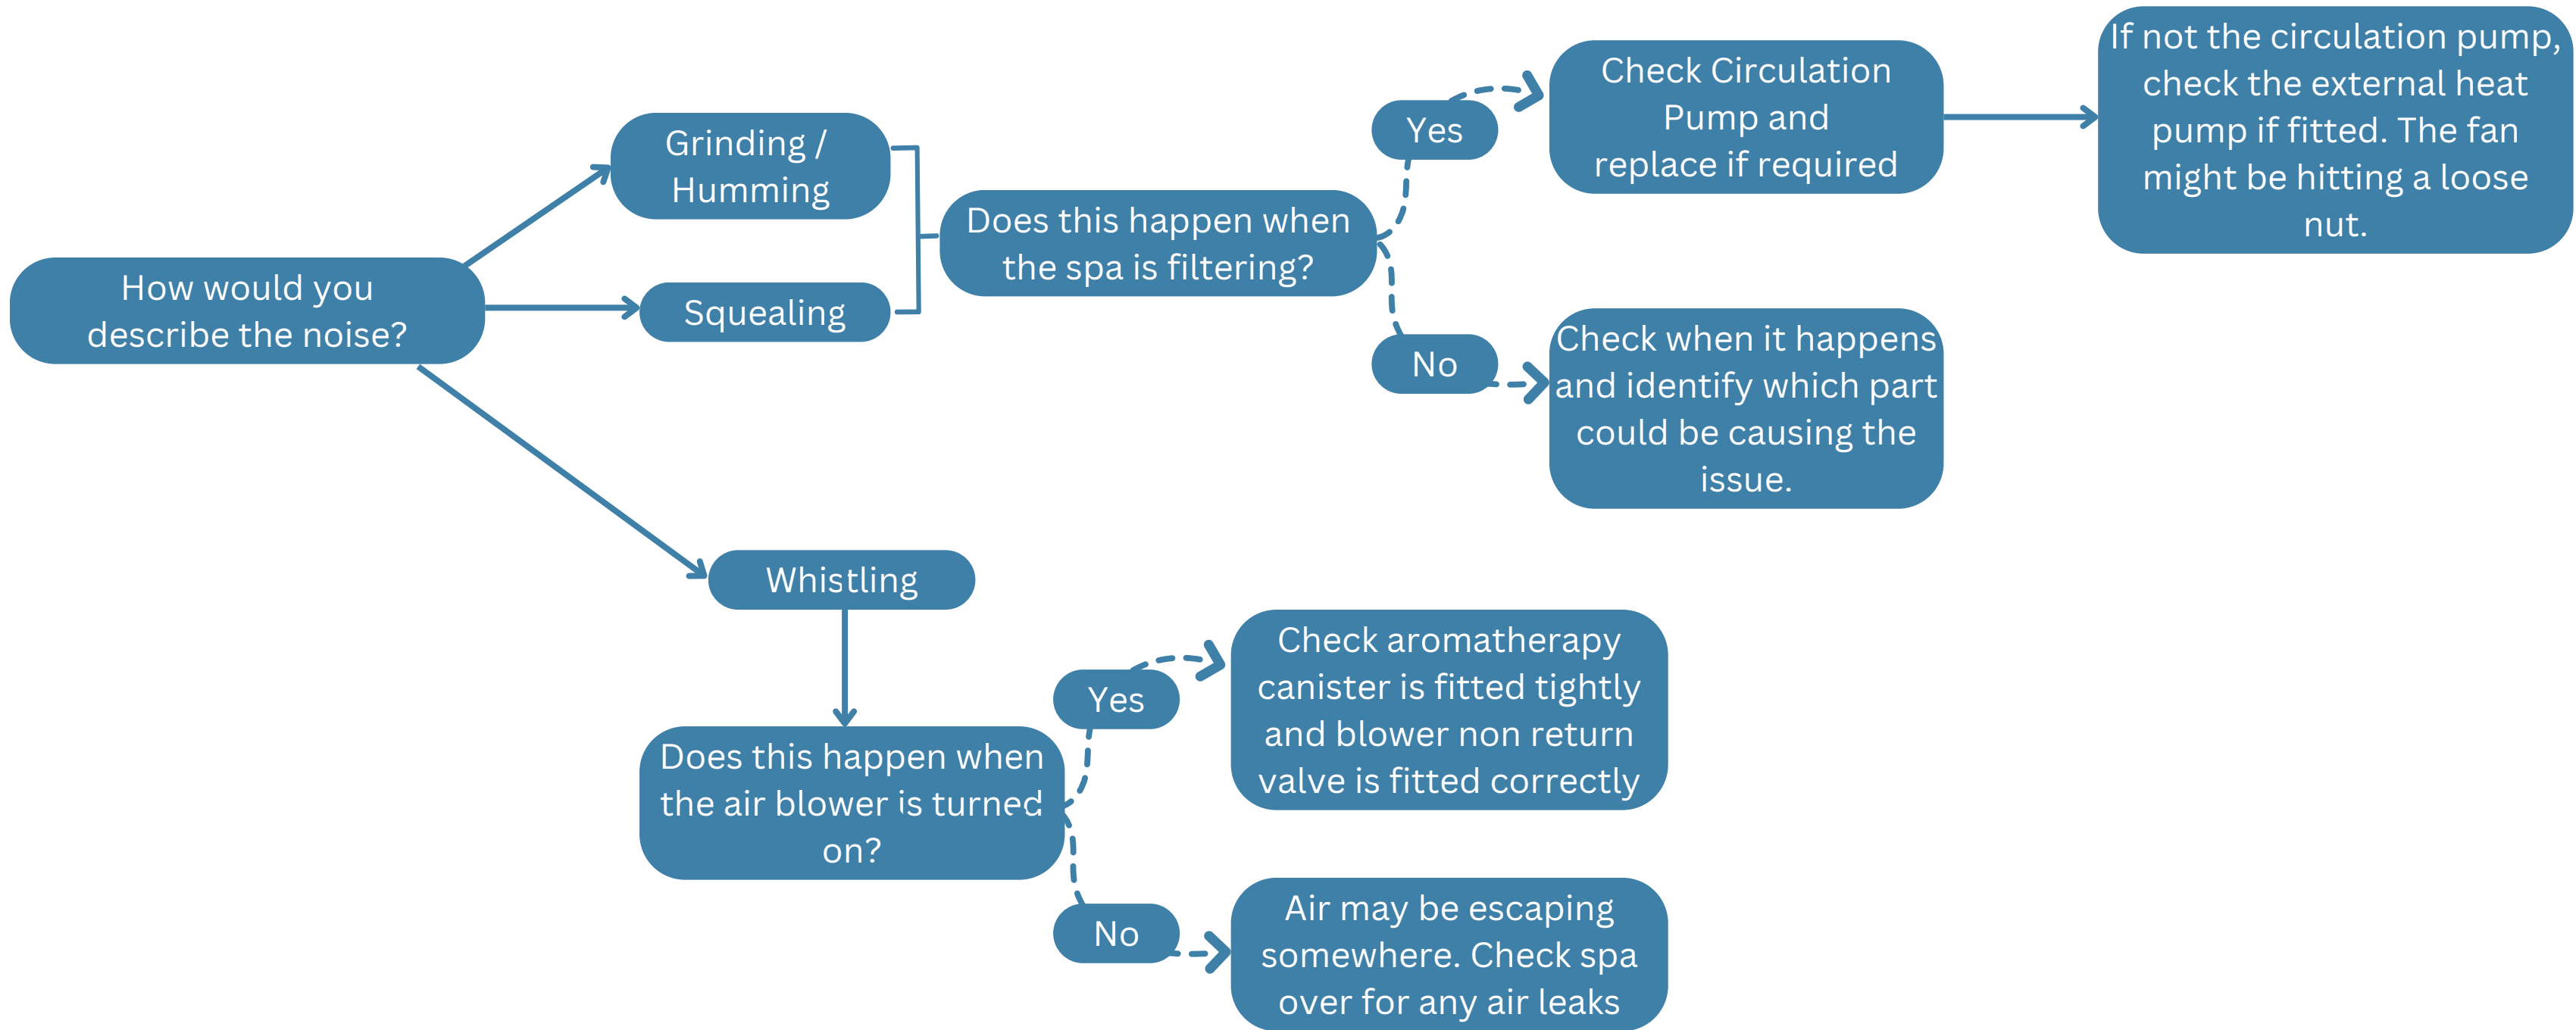 How would you
describe the noise?
Grinding /
Humming
Squealing
Does this happen when
the spa is filtering?
Yes
Check Circulation
Pump and
replace if required
If not the circulation pump,
check the external heat
pump if fitted. The fan
might be hitting a loose
nut.
No
Check when it happens
and identify which part
could be causing the
issue.
Whistling
Does this happen when
the air blower is turned
on?
Yes
Check aromatherapy
canister is fitted tightly
and blower non return
valve is fitted correctly
No
Air may be escaping
somewhere. Check spa
over for any air leaks